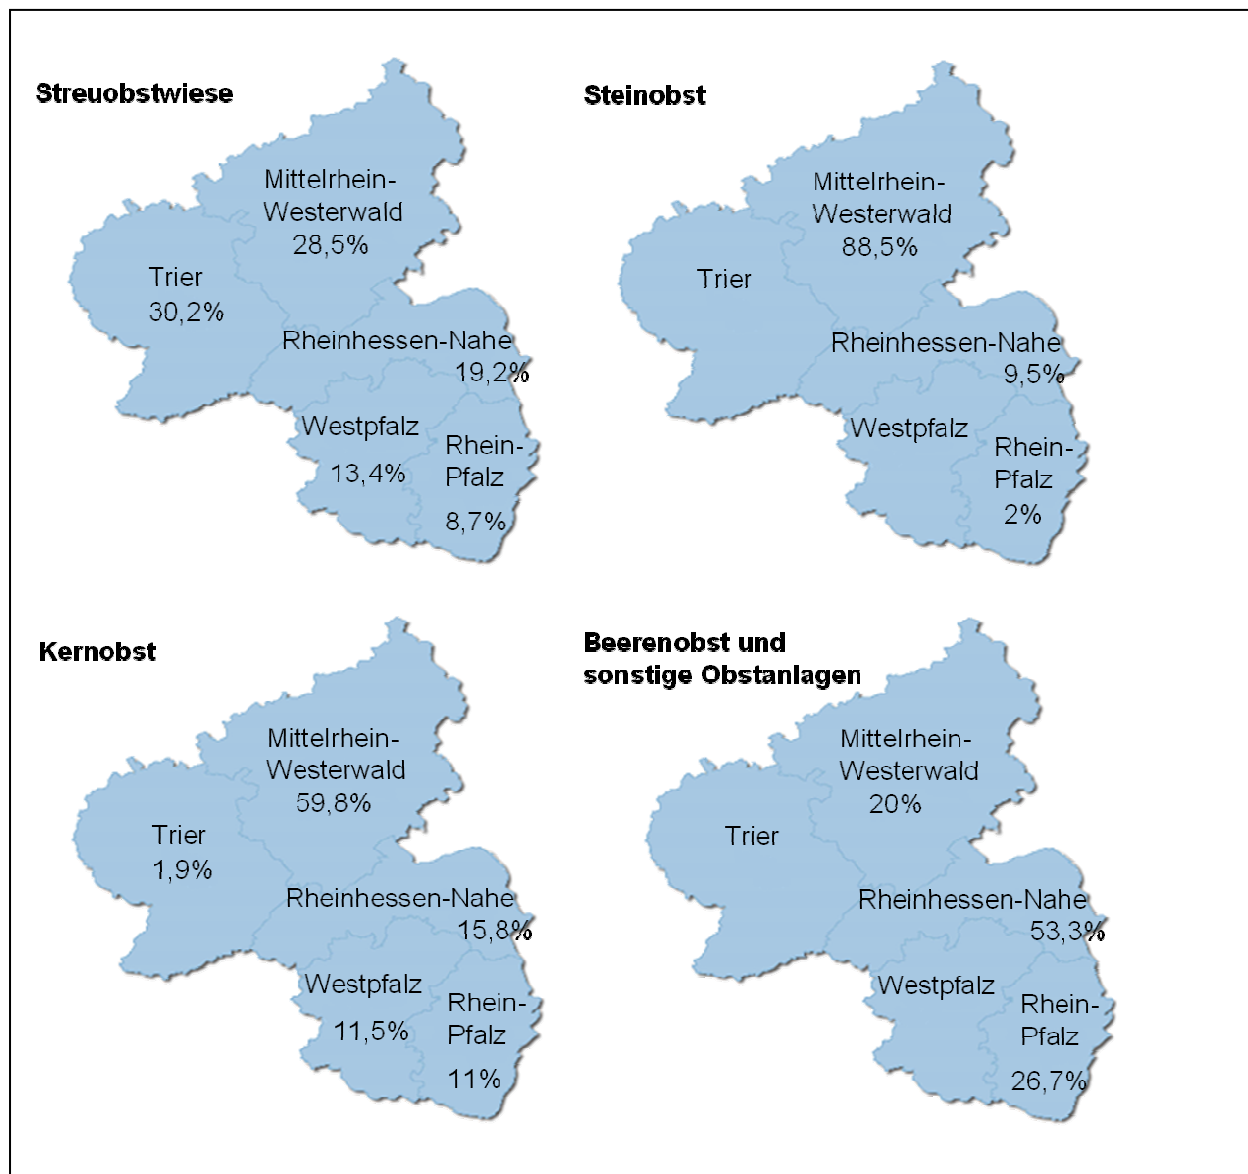 Streuobstwiese
Mittelrhein-
Westerwald
28,5%
Trier
30,2%
Rheinhessen-Nahe
19,2%
Westpfalz
13,4%
Rhein-
Pfalz
8,7%
Steinobst
Mittelrhein-
Westerwald
88,5%
Trier
Rheinhessen-Nahe
9,5%
Westpfalz
Rhein-
Pfalz
2%
Kernobst
Mittelrhein-
Westerwald
59,8%
Trier
1,9%
Rheinhessen-Nahe
15,8%
Westpfalz
11,5%
Rhein-
Pfalz
11%
Beerenobst und
sonstige Obstanlagen
Mittelrhein-
Westerwald
20%
Trier
Rheinhessen-Nahe
53,3%
Westpfalz
Rhein-
Pfalz
26,7%